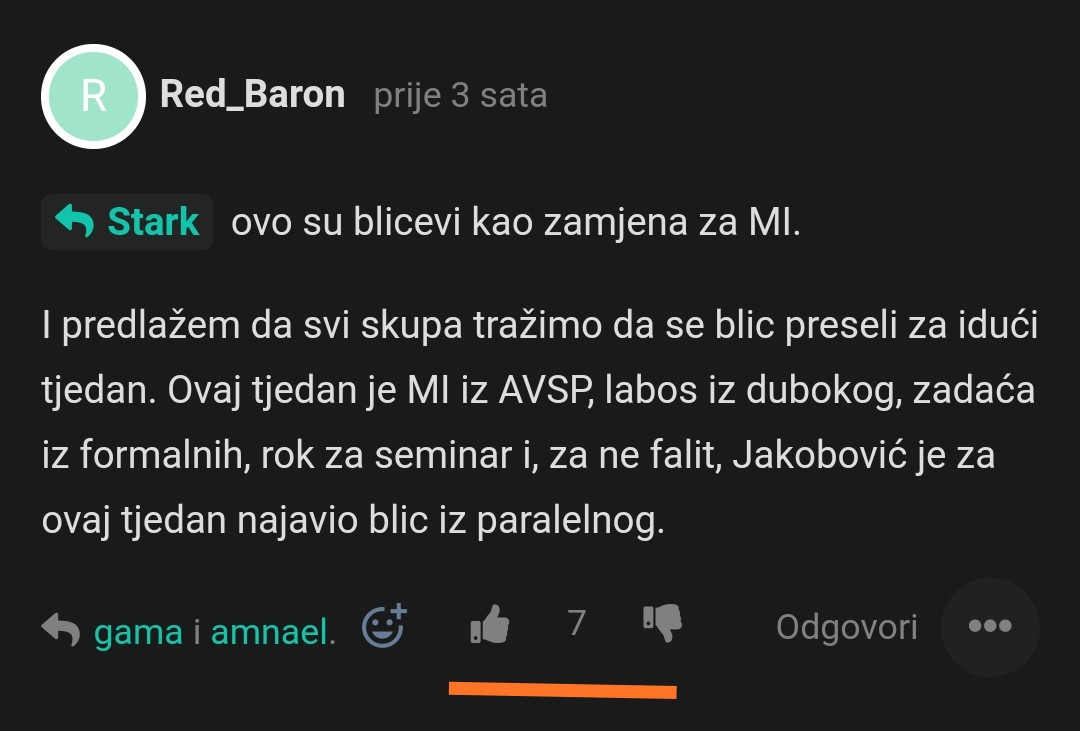 R
Red_Baron prije 3 sata
Stark ovo su blicevi kao zamjena za MI.
I predlažem da svi skupa tražimo da se blic preseli za idući
tjedan. Ovaj tjedan je MI iz AVSP, labos iz dubokog, zadaća
iz formalnih, rok za seminar i, za ne falit, Jakobović je za
ovaj tjedan najavio blic iz paralelnog.
gama i amnael. 7 Odgovori